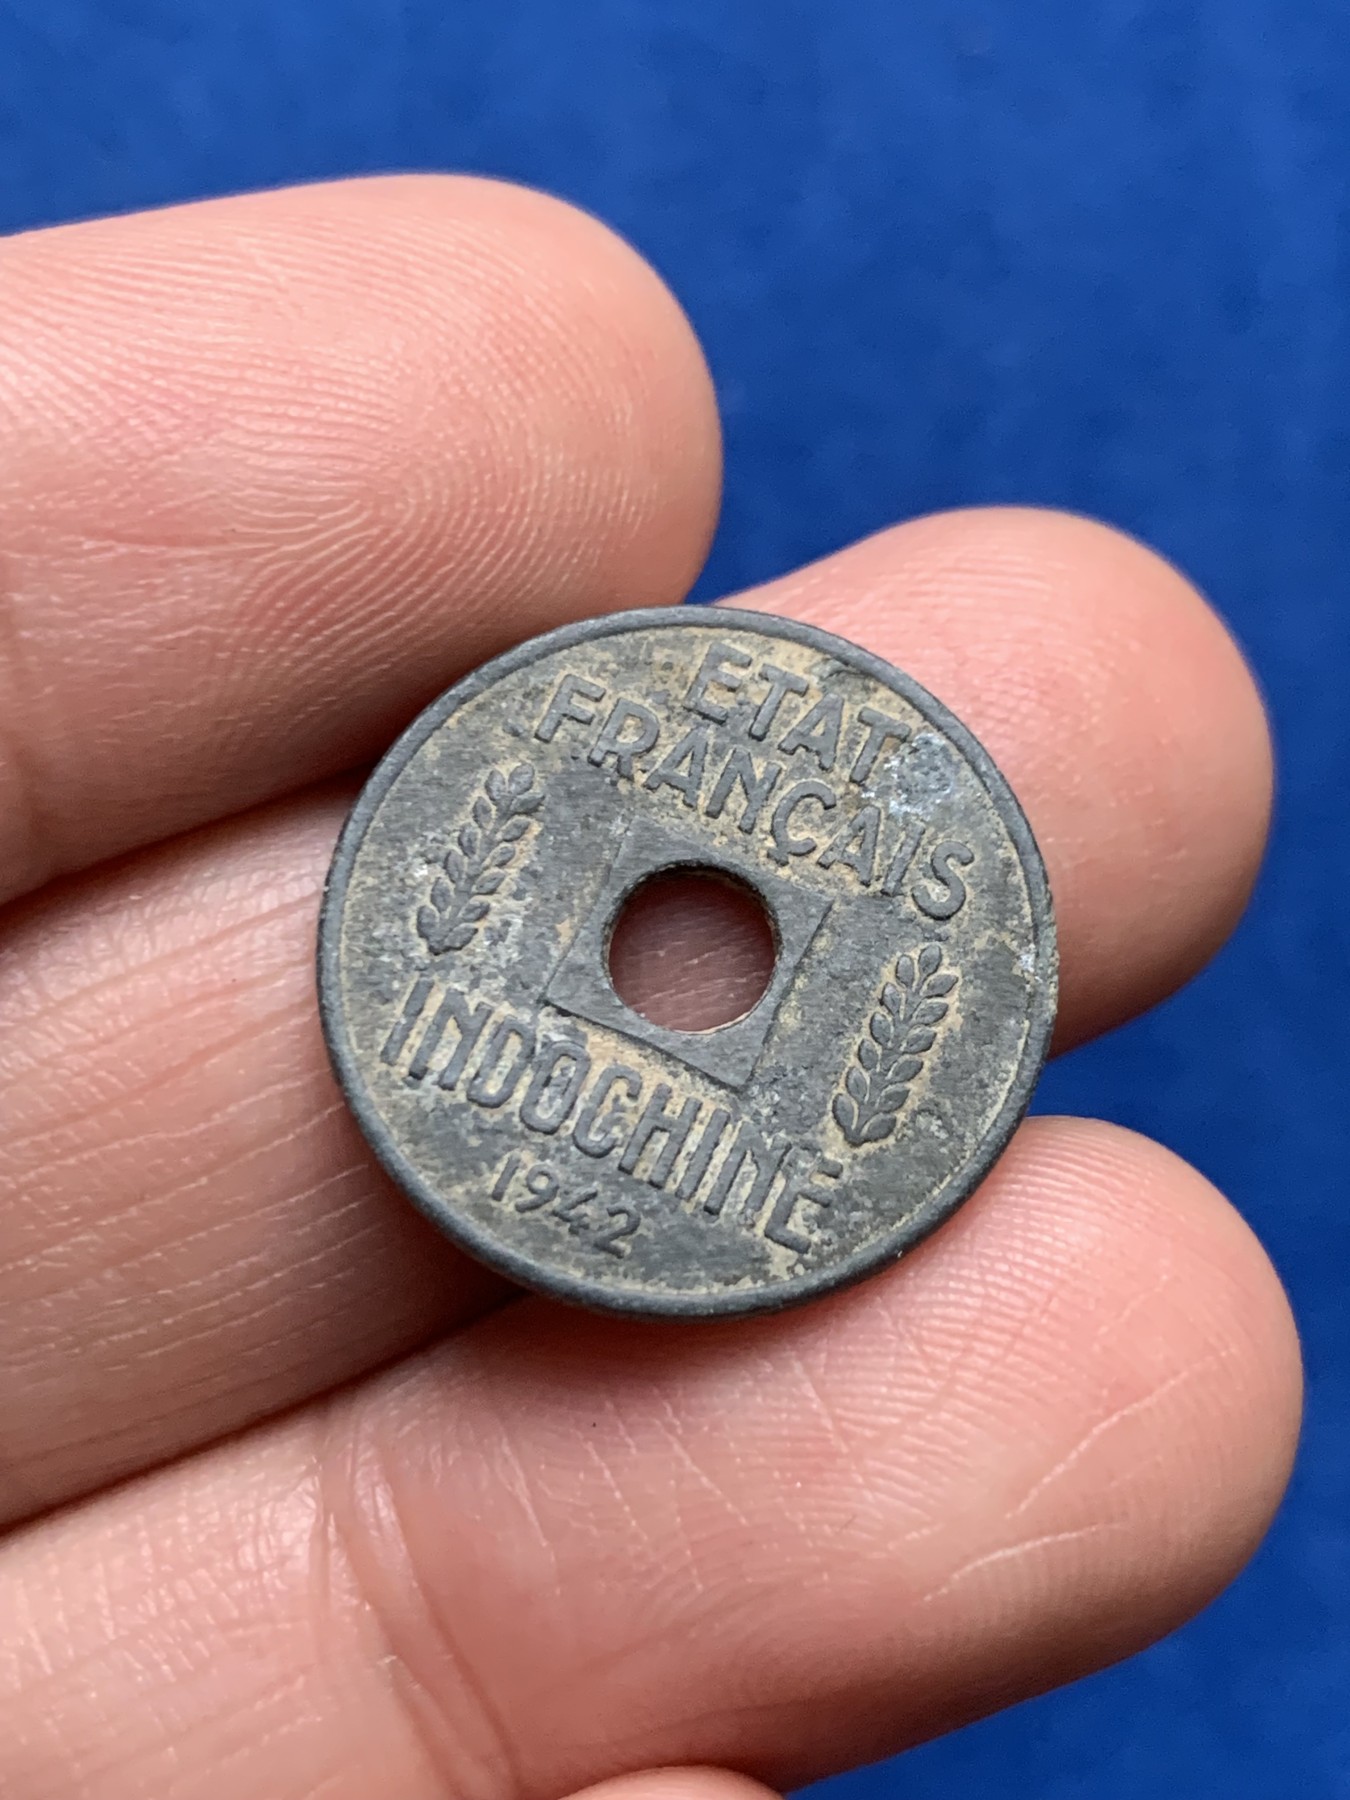 ETAT
FRANÇAIS
INDOCHINE
1942